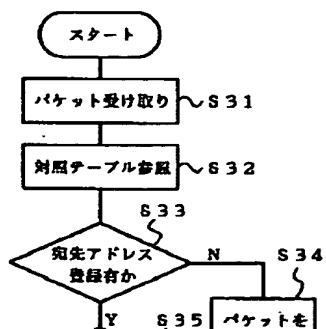 スタート
パケット受け取り S31
対照テーブル参照 S32
S33
宛先アドレス
登録有か
N S34
Y S35 パケットを